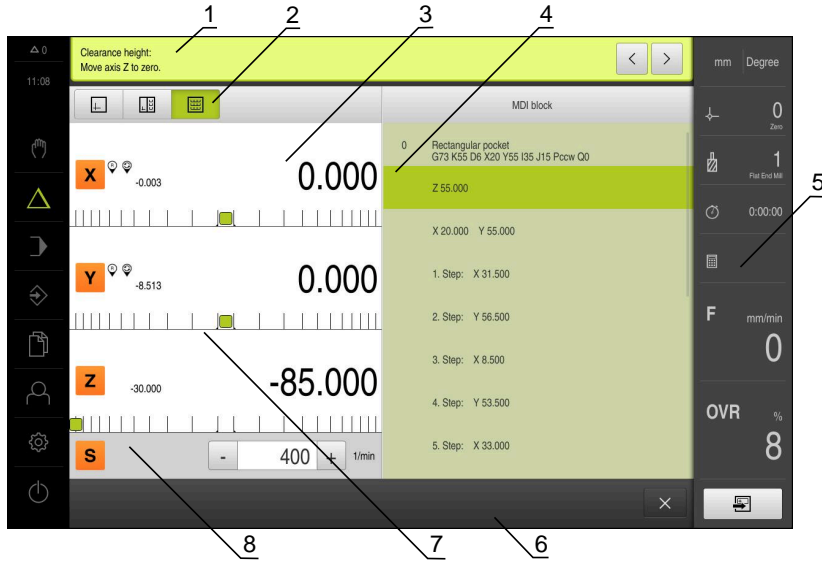 1
2
3
4
△ 0
11:08
Clearance height:
Move axis Z to zero.
< >
mm Degree
MDI block
0
Zero
1
Flat End Mill
0:00:00
5
X
R
-0.003
0.000
Y
R
-8.513
0.000
Z
-30.000
-85.000
S
- 400 + 1/min
0 Rectangular pocket
G73 K55 D6 X20 Y55 I35 J15 Pccw Q0
Z 55.000
X 20.000 Y 55.000
1. Step: X 31.500
2. Step: Y 56.500
3. Step: X 8.500
4. Step: Y 53.500
5. Step: X 33.000
F mm/min
0
OVR %
8
8
7
6